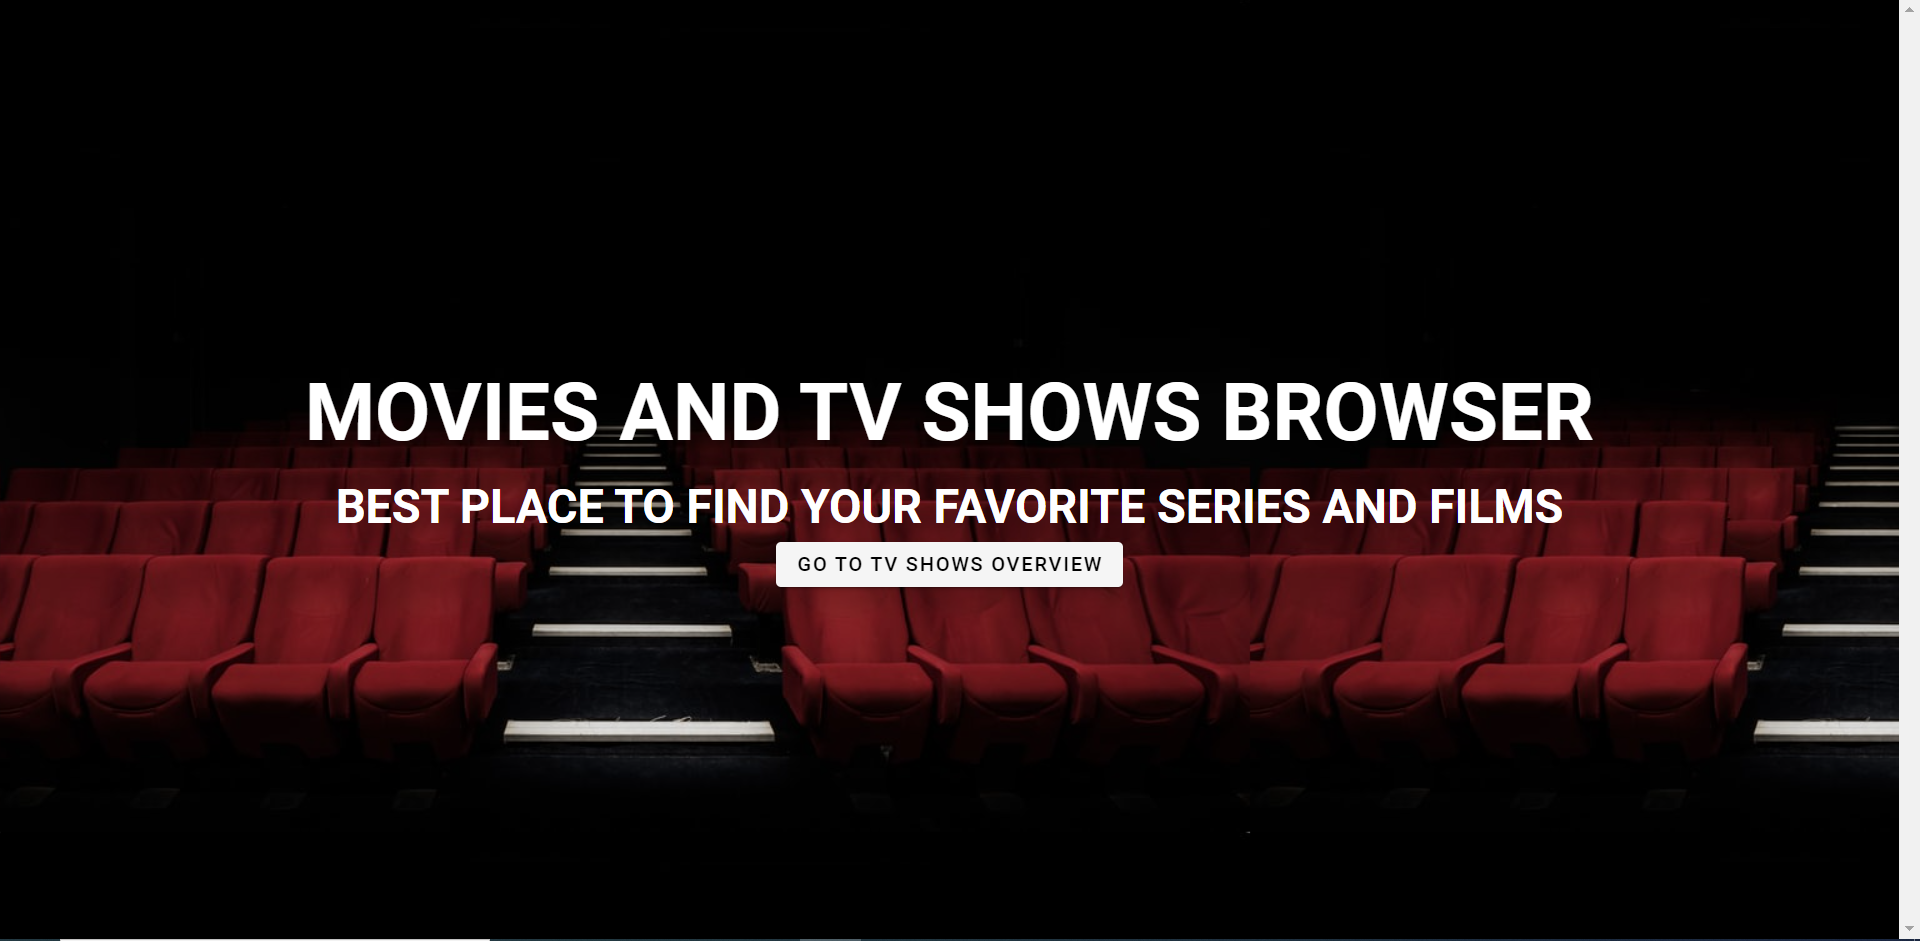 MOVIES AND TV SHOWS BROWSER
BEST PLACE TO FIND YOUR FAVORITE SERIES AND FILMS
GO TO TV SHOWS OVERVIEW